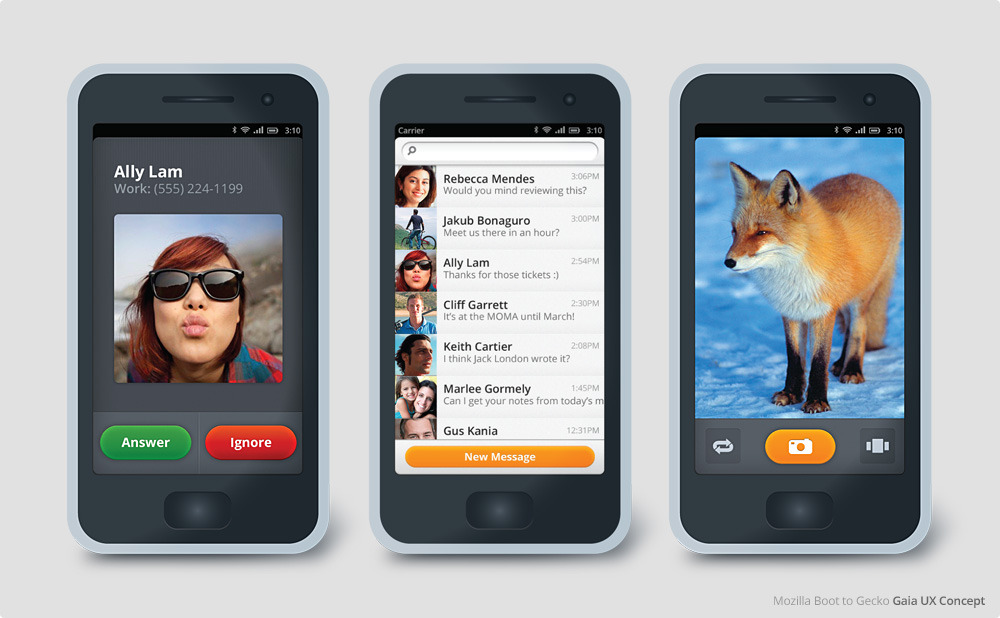 3:10
Ally Lam
Work: (555) 224-1199
Answer
Ignore
Carrier
3:10
Rebecca Mendes
3:06PM
Would you mind reviewing this?
Jakub Bonaguro
3:00PM
Meet us there in an hour?
Ally Lam
2:54PM
Thanks for those tickets :)
Cliff Garrett
2:30PM
It's at the MOMA until March!
Keith Cartier
2:08PM
I think Jack London wrote it?
Marlee Gormely
1:45PM
Can I get your notes from today's m
Gus Kania
12:31PM
New Message
3:10
Mozilla Boot to Gecko Gaia UX Concept